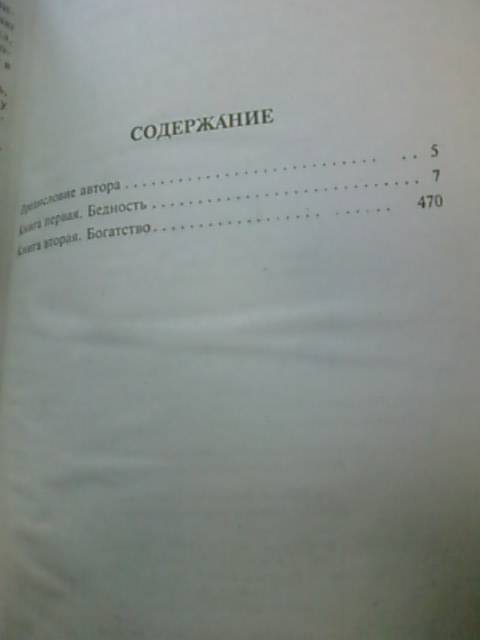 СОДЕРЖАНИЕ
Предисловие автора . . . . . . . . . . . . . . . . . . . . . . . . . . 5
Книга первая. Бедность . . . . . . . . . . . . . . . . . . . . . . . . 7
Книга вторая. Богатство . . . . . . . . . . . . . . . . . . . . . . 470